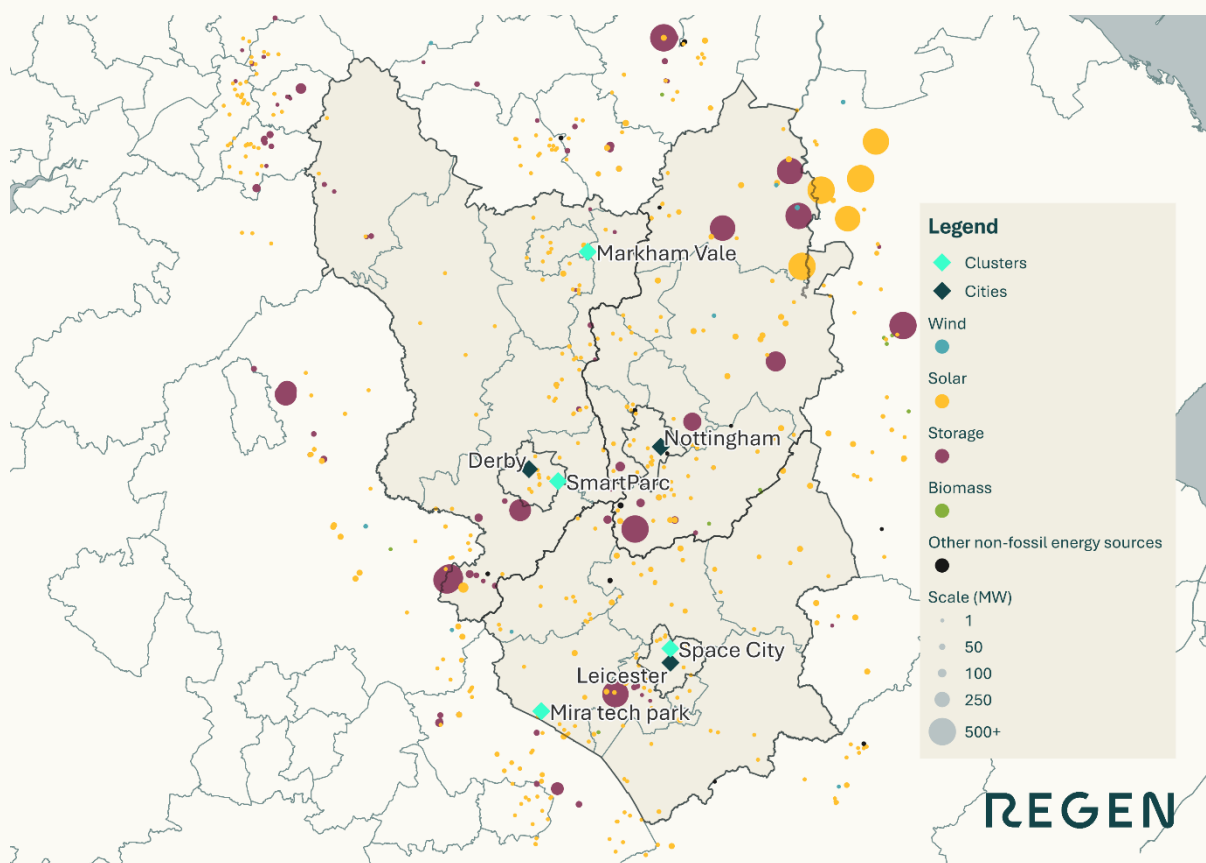 Markham Vale
Nottingham
Derby
SmartParc
Space City
Leicester
Mira tech park
Legend
Clusters
Cities
Wind
Solar
Storage
Biomass
Other non-fossil energy sources
Scale (MW)
1
50
100
250
500+
REGEN